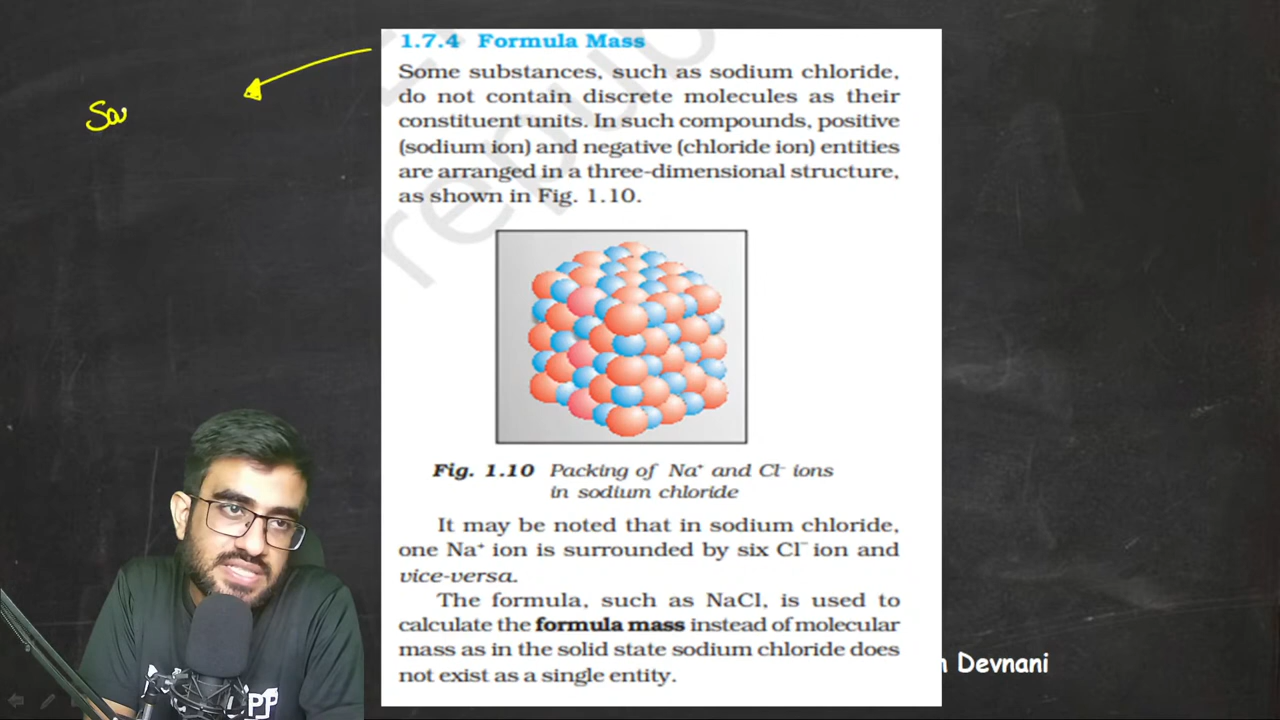 1.7.4 Formula Mass
Some substances, such as sodium chloride,
do not contain discrete molecules as their
constituent units. In such compounds, positive
(sodium ion) and negative (chloride ion) entities
are arranged in a three-dimensional structure,
as shown in Fig. 1.10.
Fig. 1.10 Packing of Na⁺ and Cl⁻ ions
in sodium chloride
It may be noted that in sodium chloride,
one Na⁺ ion is surrounded by six Cl⁻ ion and
vice-versa.
The formula, such as NaCl, is used to
calculate the formula mass instead of molecular
mass as in the solid state sodium chloride does
not exist as a single entity.
Devnani